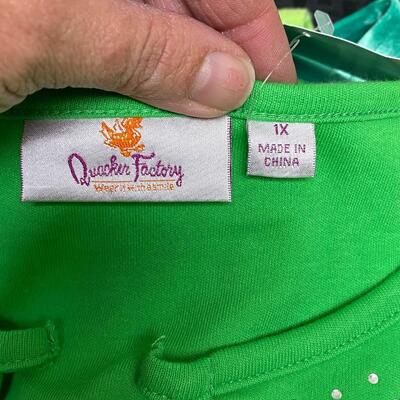 Quacker Factory
Wear it with a smile
1X
MADE IN
CHINA